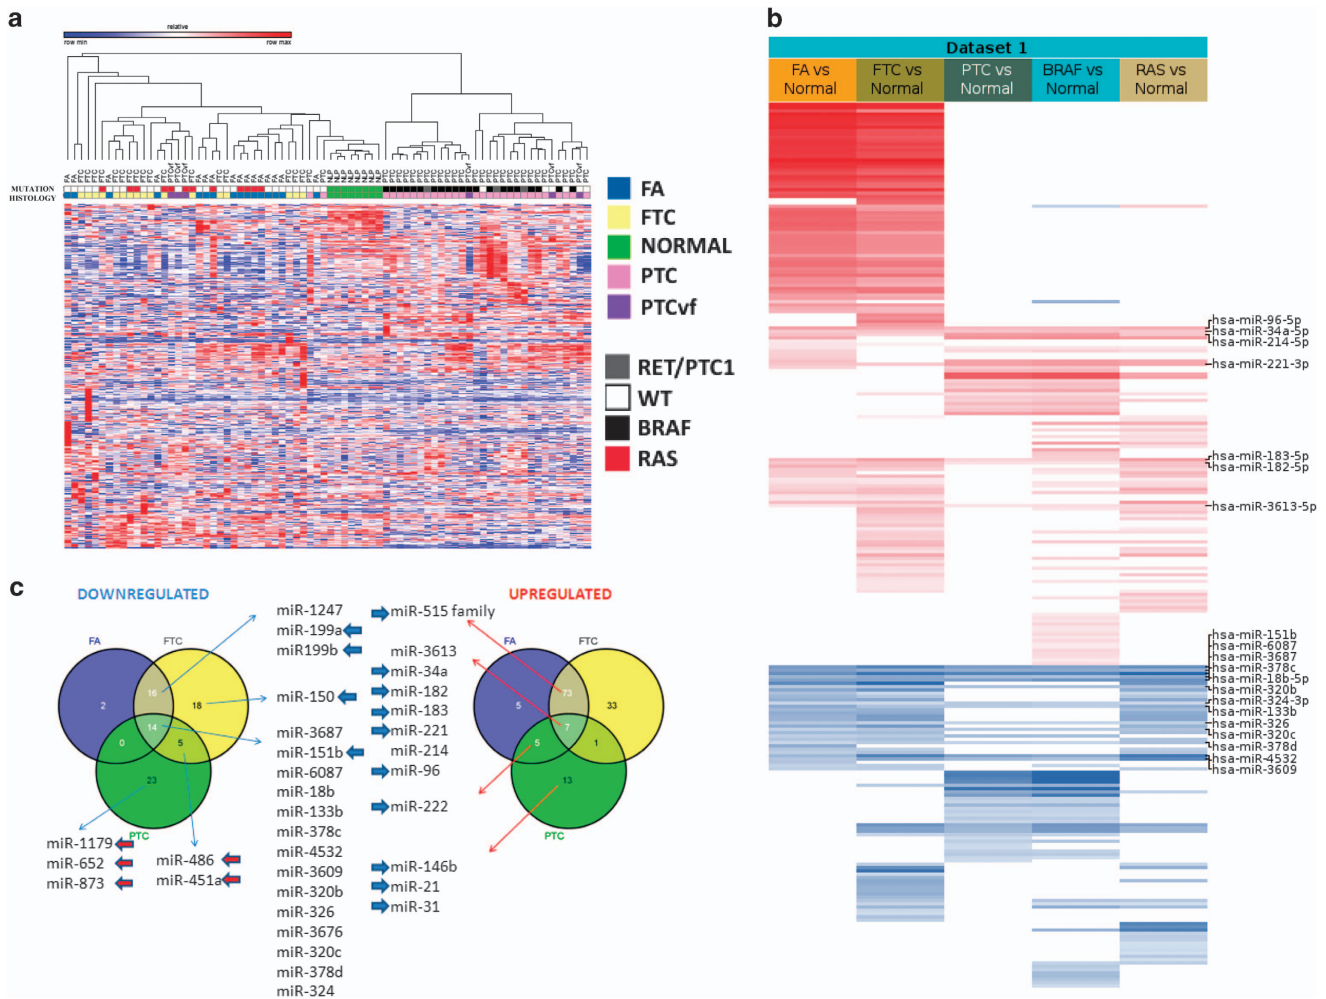 a
relative
row min
row max
MUTATION
HISTOLOGY
FA
FTC
NORMAL
PTC
PTCvf
RET/PTC1
WT
BRAF
RAS
b
Dataset 1
FA vs Normal
FTC vs Normal
PTC vs Normal
BRAF vs Normal
RAS vs Normal
hsa-miR-96-5p
hsa-miR-34a-5p
hsa-miR-214-5p
hsa-miR-221-3p
hsa-miR-183-5p
hsa-miR-182-5p
hsa-miR-3613-5p
hsa-miR-151b
hsa-miR-6087
hsa-miR-3687
hsa-miR-378c
hsa-miR-18b-5p
hsa-miR-320b
hsa-miR-324-3p
hsa-miR-133b
hsa-miR-326
hsa-miR-320c
hsa-miR-378d
hsa-miR-4532
hsa-miR-3609
c
DOWNREGULATED
FA
FTC
16
2
18
14
0
5
23
PTC
miR-1179
miR-652
miR-873
miR-486
miR-451a
miR-1247
miR-199a
miR199b
miR-150
miR-3687
miR-151b
miR-6087
miR-18b
miR-133b
miR-378c
miR-4532
miR-3609
miR-320b
miR-326
miR-3676
miR-320c
miR-378d
miR-324
miR-515 family
miR-3613
miR-34a
miR-182
miR-183
miR-221
miR-214
miR-96
miR-222
miR-146b
miR-21
miR-31
UPREGULATED
FA
FTC
73
5
33
7
5
1
13
PTC